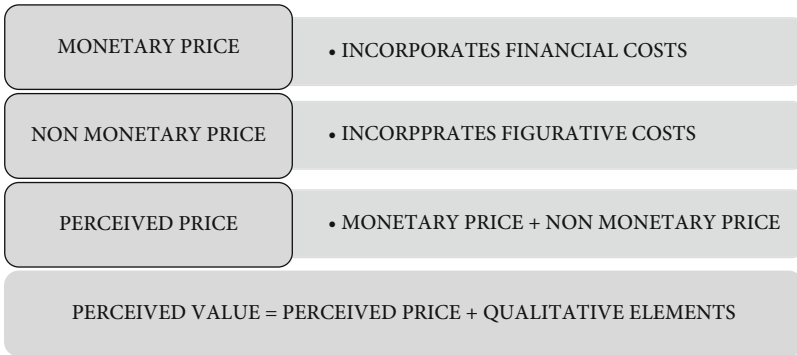 MONETARY PRICE
• INCORPORATES FINANCIAL COSTS
NON MONETARY PRICE
• INCORPPRATES FIGURATIVE COSTS
PERCEIVED PRICE
• MONETARY PRICE + NON MONETARY PRICE
PERCEIVED VALUE = PERCEIVED PRICE + QUALITATIVE ELEMENTS